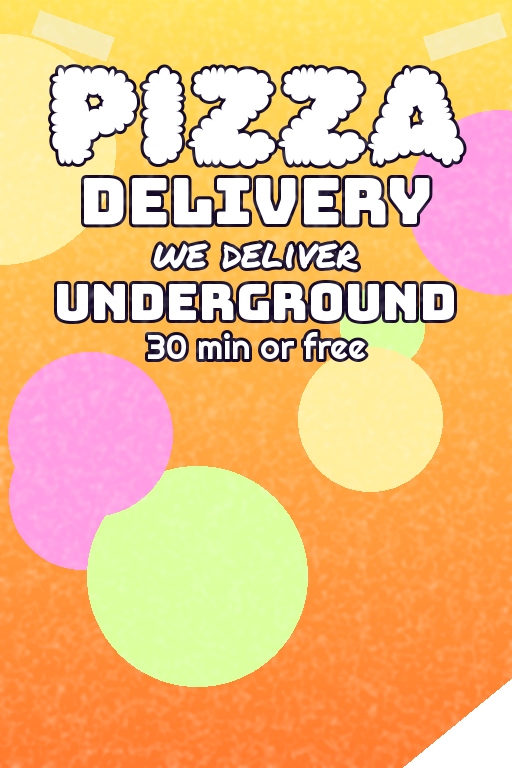 PIZZA
DELIVERY
WE DELIVER
UNDERGROUND
30 min or free